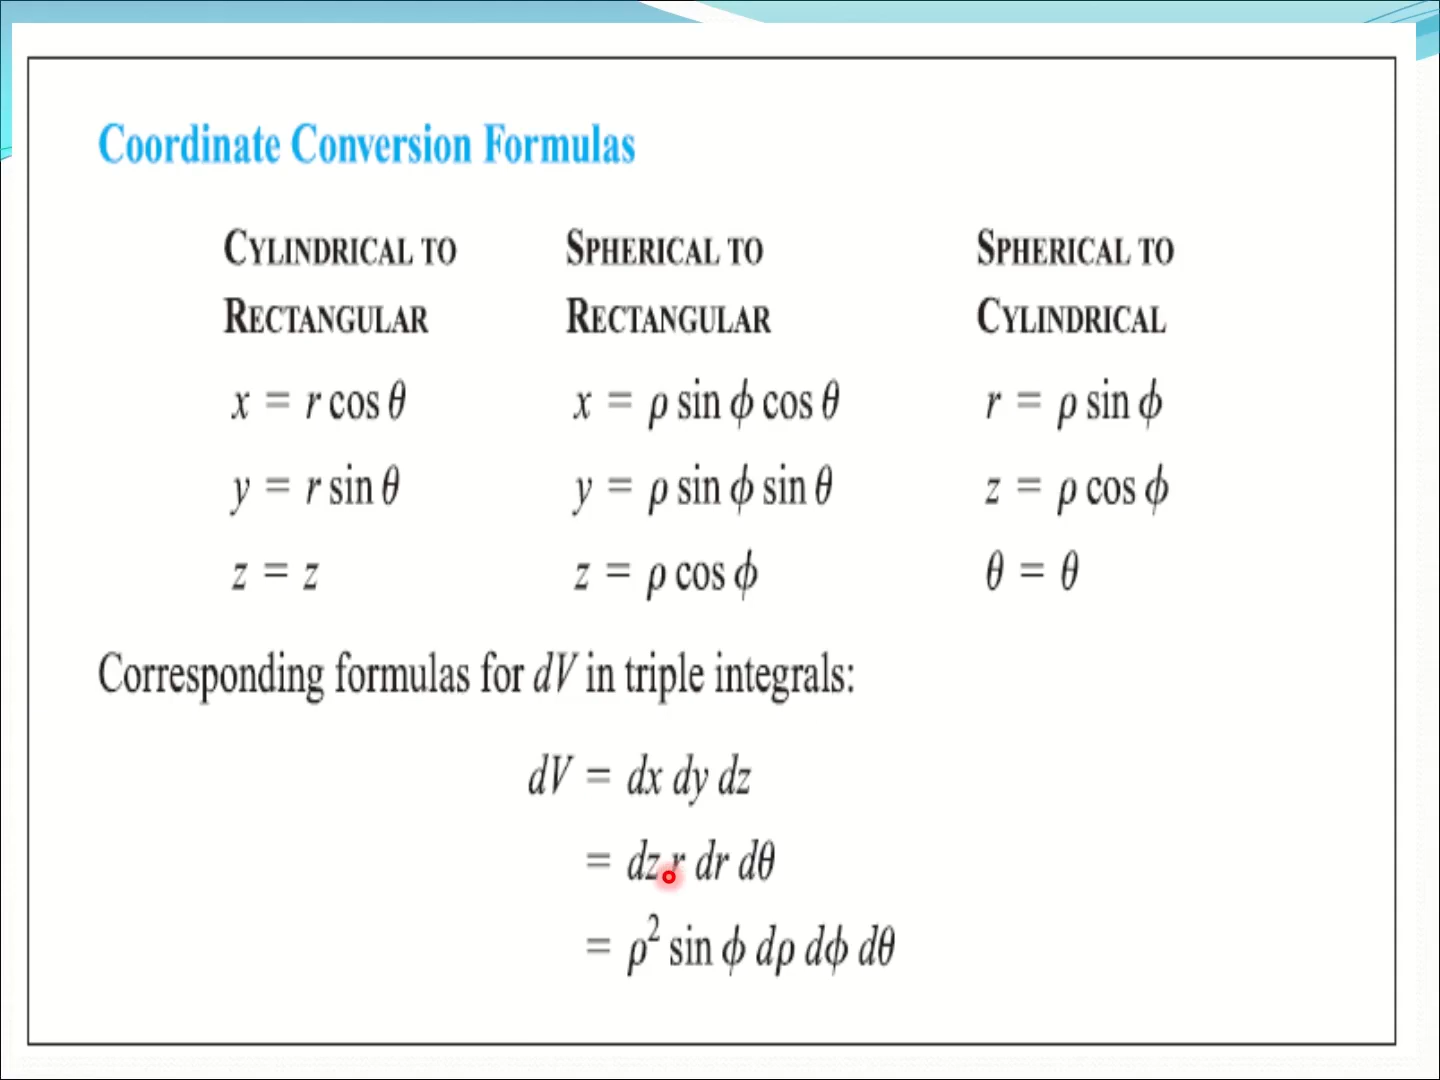 Coordinate Conversion Formulas
CYLINDRICAL TO RECTANGULAR
x = r cos θ
y = r sin θ
z = z
SPHERICAL TO RECTANGULAR
x = ρ sin ϕ cos θ
y = ρ sin ϕ sin θ
z = ρ cos ϕ
SPHERICAL TO CYLINDRICAL
r = ρ sin ϕ
z = ρ cos ϕ
θ = θ
Corresponding formulas for dV in triple integrals:
dV = dx dy dz
= dz r dr dθ
= ρ² sin ϕ dρ dϕ dθ